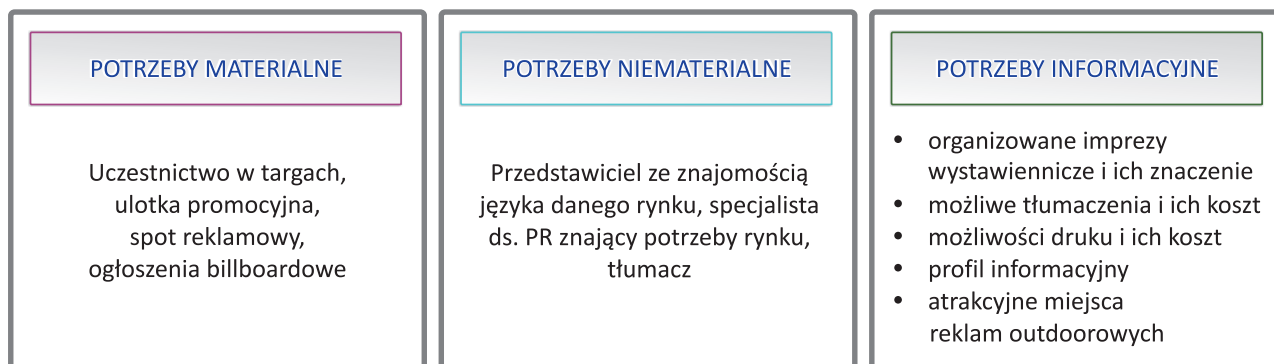 POTRZEBY MATERIALNE
Uczestnictwo w targach,
ulotka promocyjna,
spot reklamowy,
ogłoszenia billboardowe
POTRZEBY NIEMATERIALNE
Przedstawiciel ze znajomością
języka danego rynku, specjalista
ds. PR znający potrzeby rynku,
tłumacz
POTRZEBY INFORMACYJNE
• organizowane imprezy
wystawiennicze i ich znaczenie
• możliwe tłumaczenia i ich koszt
• możliwości druku i ich koszt
• profil informacyjny
• atrakcyjne miejsca
reklam outdoorowych